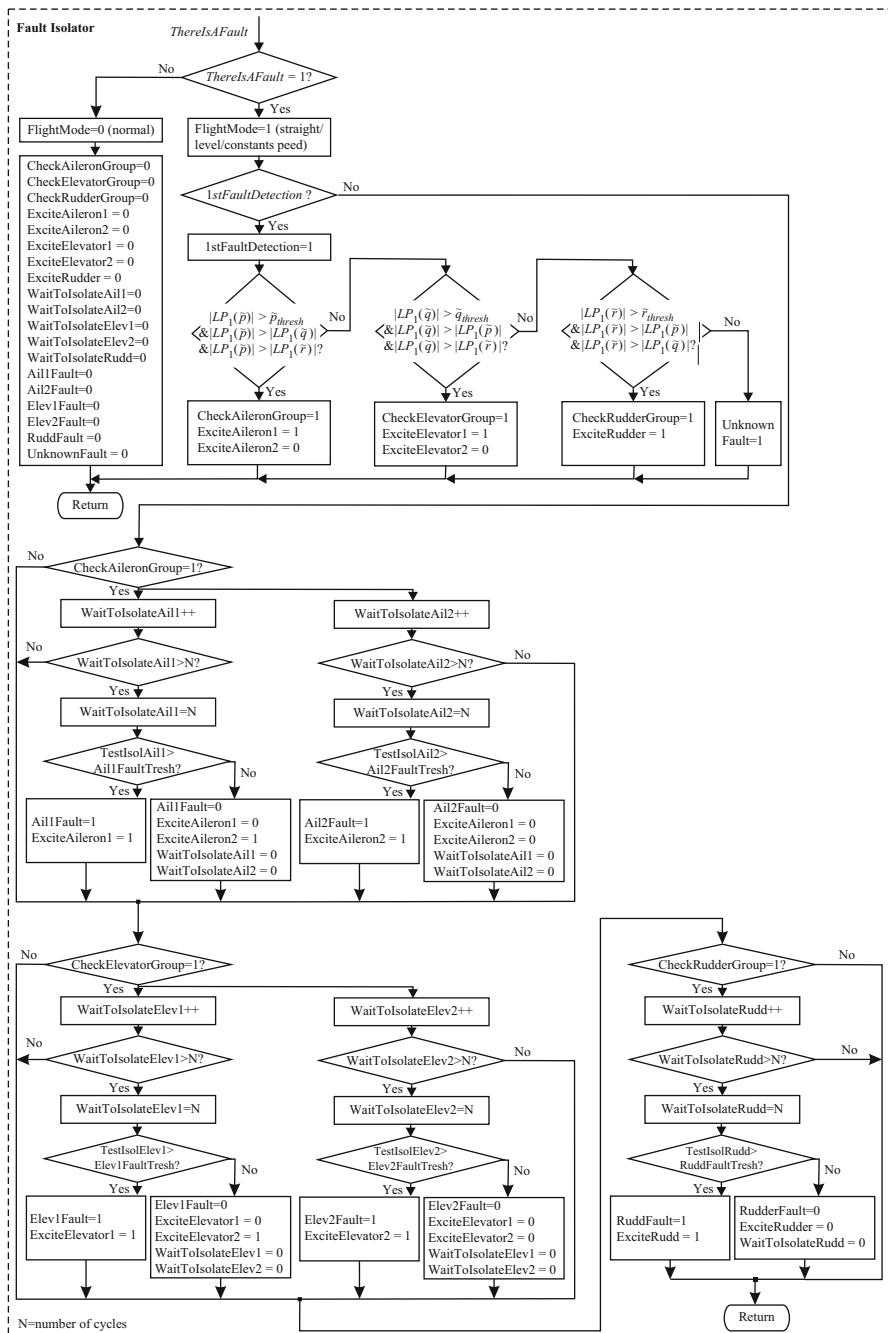 Fault Isolator
ThereIsAFault
ThereIsAFault = 1?
No
Yes
FlightMode=0 (normal)
FlightMode=1 (straight/
level/constants peed)
CheckAileronGroup=0
CheckElevatorGroup=0
CheckRudderGroup=0
ExciteAileron1 = 0
ExciteAileron2 = 0
ExciteElevator1 = 0
ExciteElevator2 = 0
ExciteRudder = 0
WaitToIsolateAil1=0
WaitToIsolateAil2=0
WaitToIsolateElev1=0
WaitToIsolateElev2=0
WaitToIsolateRudd=0
Ail1Fault=0
Ail2Fault=0
Elev1Fault=0
Elev2Fault=0
RuddFault =0
UnknownFault = 0
Return
1stFaultDetection ?
No
Yes
1stFaultDetection=1
|LP₁(p̃)| > p̃thresh
&|LP₁(p̃)| > |LP₁(q̃)|
&|LP₁(p̃)| > |LP₁(r̃)|?
No
Yes
CheckAileronGroup=1
ExciteAileron1 = 1
ExciteAileron2 = 0
|LP₁(q̃)| > q̃thresh
&|LP₁(q̃)| > |LP₁(p̃)|
&|LP₁(q̃)| > |LP₁(r̃)|?
No
Yes
CheckElevatorGroup=1
ExciteElevator1 = 1
ExciteElevator2 = 0
|LP₁(r̃)| > r̃thresh
&|LP₁(r̃)| > |LP₁(p̃)|
&|LP₁(r̃)| > |LP₁(q̃)|?
No
Yes
CheckRudderGroup=1
ExciteRudder = 1
Unknown
Fault=1
No
CheckAileronGroup=1?
Yes
WaitToIsolateAil1++
No
WaitToIsolateAil1>N?
Yes
WaitToIsolateAil1=N
TestIsolAil1>
Ail1FaultTresh?
No
Yes
Ail1Fault=1
ExciteAileron1 = 1
Ail1Fault=0
ExciteAileron1 = 0
ExciteAileron2 = 1
WaitToIsolateAil1 = 0
WaitToIsolateAil2 = 0
WaitToIsolateAil2++
WaitToIsolateAil2>N?
No
Yes
WaitToIsolateAil2=N
TestIsolAil2>
Ail2FaultTresh?
No
Yes
Ail2Fault=1
ExciteAileron2 = 1
Ail2Fault=0
ExciteAileron1 = 0
ExciteAileron2 = 0
WaitToIsolateAil1 = 0
WaitToIsolateAil2 = 0
No
CheckElevatorGroup=1?
Yes
WaitToIsolateElev1++
No
WaitToIsolateElev1>N?
Yes
WaitToIsolateElev1=N
TestIsolElev1>
Elev1FaultTresh?
No
Yes
Elev1Fault=1
ExciteElevator1 = 1
Elev1Fault=0
ExciteElevator1 = 0
ExciteElevator2 = 1
WaitToIsolateElev1 = 0
WaitToIsolateElev2 = 0
WaitToIsolateElev2++
WaitToIsolateElev2>N?
No
Yes
WaitToIsolateElev2=N
TestIsolElev2>
Elev2FaultTresh?
No
Yes
Elev2Fault=1
ExciteElevator2 = 1
Elev2Fault=0
ExciteElevator1 = 0
ExciteElevator2 = 0
WaitToIsolateElev1 = 0
WaitToIsolateElev2 = 0
CheckRudderGroup=1?
No
Yes
WaitToIsolateRudd++
WaitToIsolateRudd>N?
No
Yes
WaitToIsolateRudd=N
TestIsolRudd>
RuddFaultTresh?
No
Yes
RuddFault=1
ExciteRudd = 1
RudderFault=0
ExciteRudder = 0
WaitToIsolateRudd = 0
Return
N=number of cycles